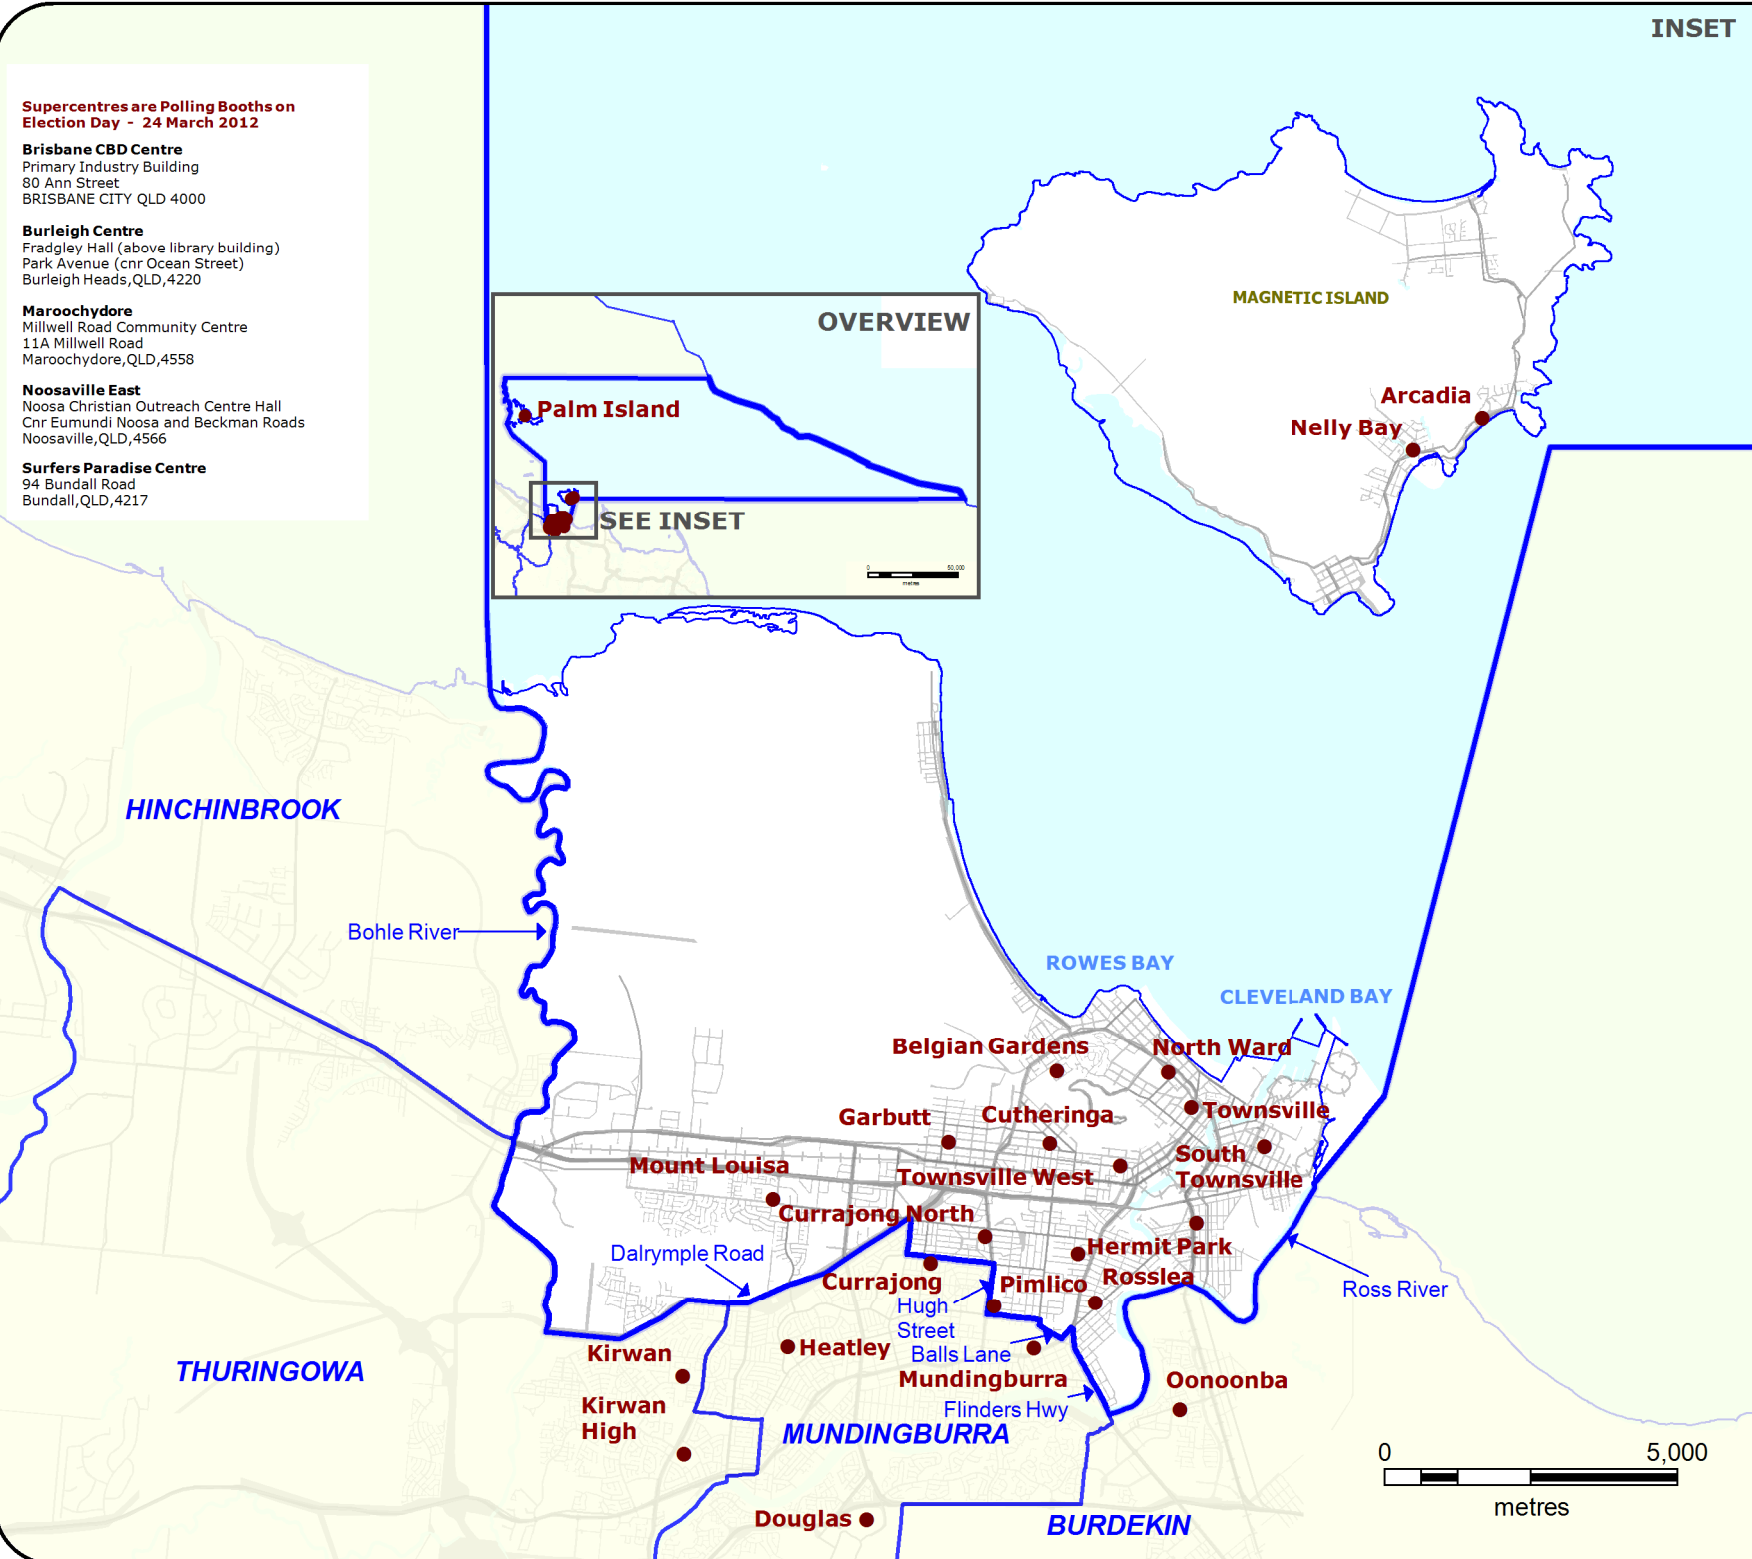 INSET
Supercentres are Polling Booths on
Election Day - 24 March 2012
Brisbane CBD Centre
Primary Industry Building
80 Ann Street
BRISBANE CITY QLD 4000
Burleigh Centre
Fradgley Hall (above library building)
Park Avenue (cnr Ocean Street)
Burleigh Heads,QLD,4220
Maroochydore
Millwell Road Community Centre
11A Millwell Road
Maroochydore,QLD,4558
Noosaville East
Noosa Christian Outreach Centre Hall
Cnr Eumundi Noosa and Beckman Roads
Noosaville,QLD,4566
Surfers Paradise Centre
94 Bundall Road
Bundall,QLD,4217
OVERVIEW
Palm Island
SEE INSET
0 50,000
metres
MAGNETIC ISLAND
Arcadia
Nelly Bay
HINCHINBROOK
Bohle River
ROWES BAY
CLEVELAND BAY
Belgian Gardens
North Ward
Garbutt
Cutheringa
Townsville
Mount Louisa
Townsville West
South
Townsville
Currajong North
Dalrymple Road
Hermit Park
Currajong
Pimlico
Rosslea
Ross River
Hugh
Street
Balls Lane
Kirwan
Heatley
THURINGOWA
Mundingburra
Oonoonba
Kirwan
High
Flinders Hwy
MUNDINGBURRA
0 5,000
metres
Douglas
BURDEKIN